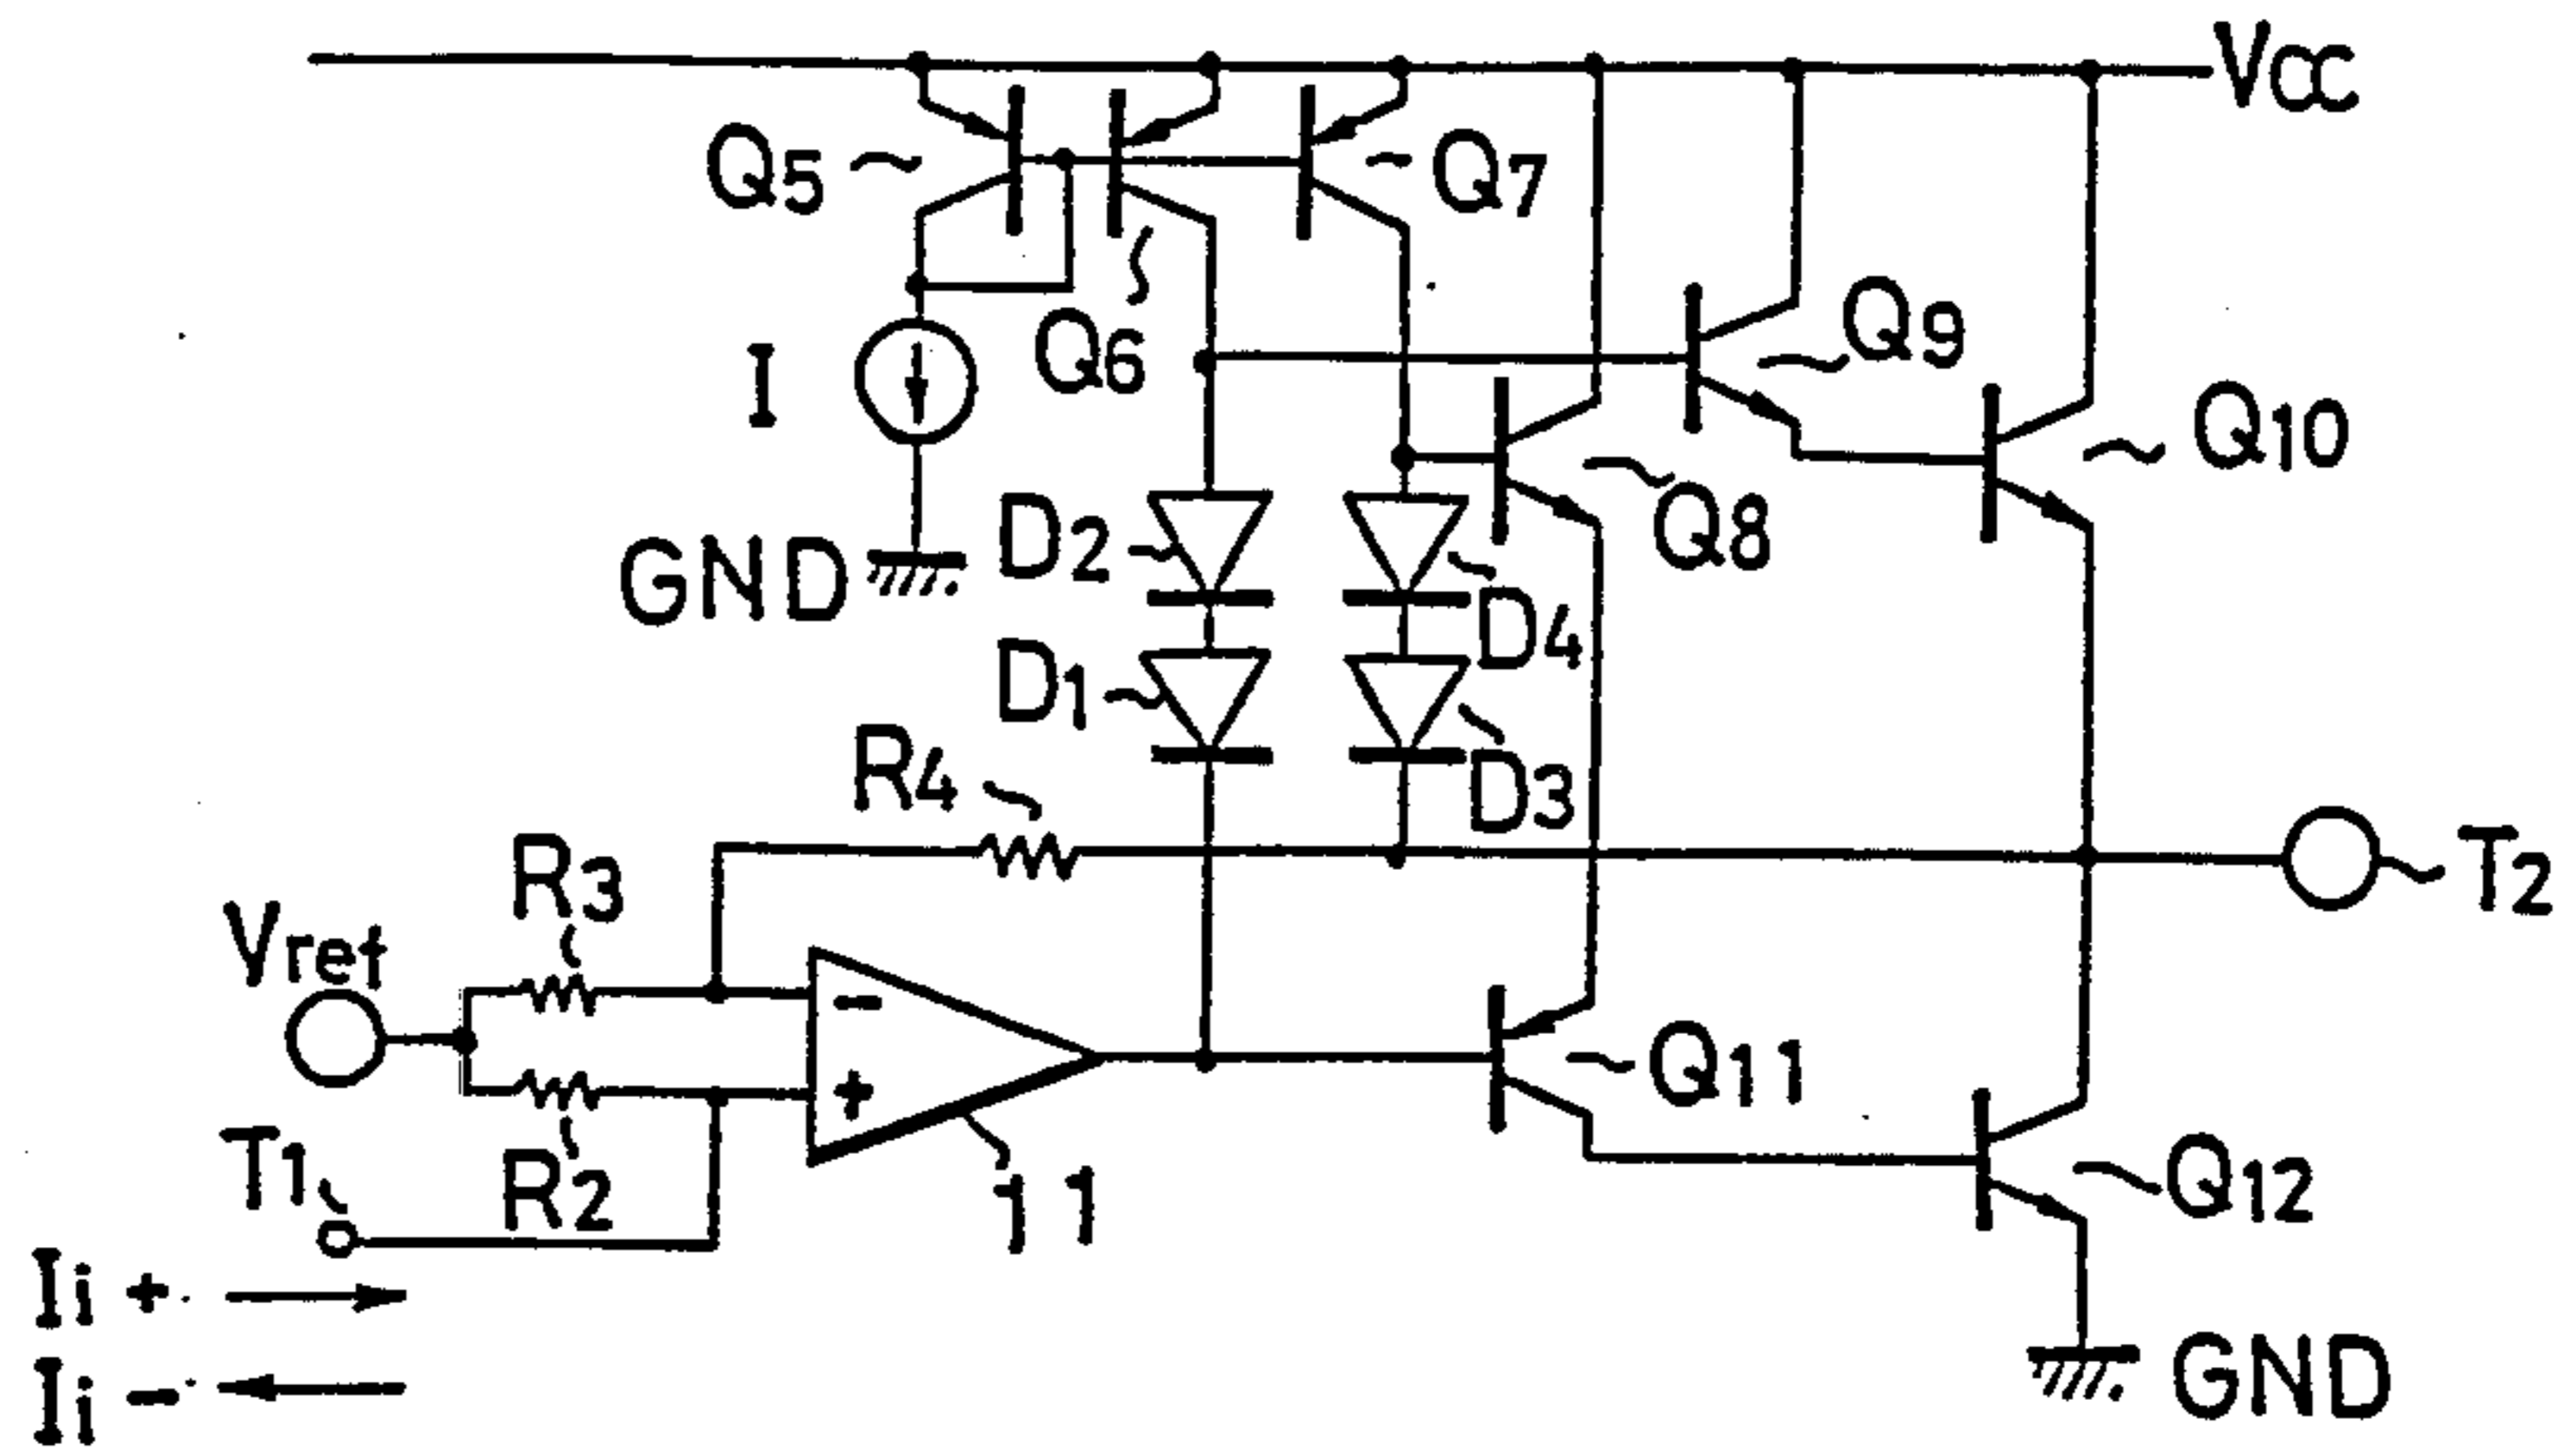 VCC
Q5
Q7
Q6
Q9
I
Q10
Q8
D2
GND
D4
D1
R4
D3
R3
T2
Vref
-
+
Q11
T1
R2
11
Q12
Ii +
Ii -
GND